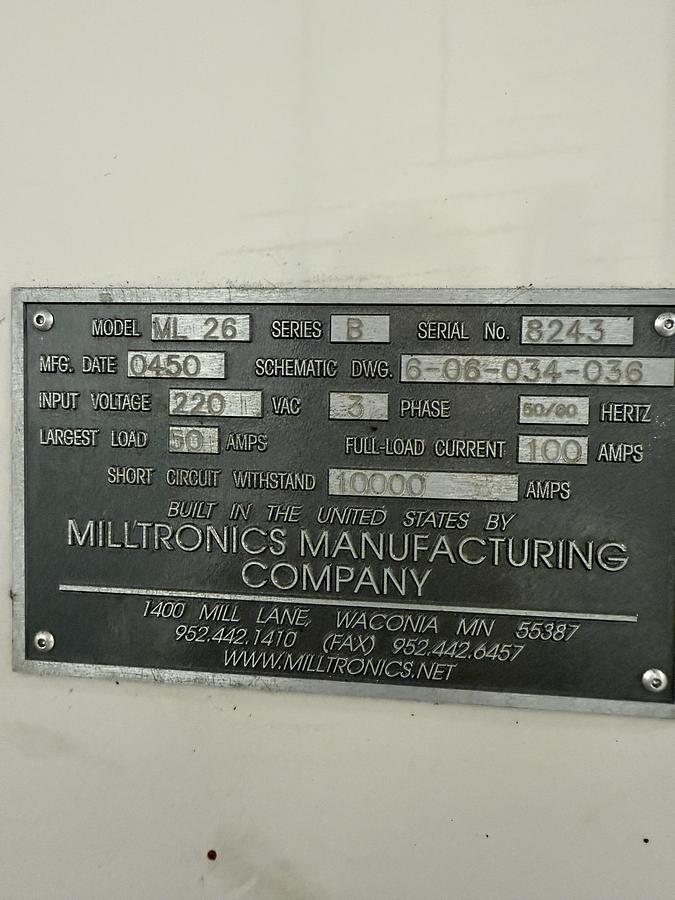 MODEL ML 26 SERIES B SERIAL No. 8243
MFG. DATE 0450 SCHEMATIC DWG. 6-06-034-036
INPUT VOLTAGE 220 VAC 3 PHASE 50/60 HERTZ
LARGEST LOAD 50 AMPS FULL-LOAD CURRENT 100 AMPS
SHORT CIRCUIT WITHSTAND 10000 AMPS
BUILT IN THE UNITED STATES BY
MILLTRONICS MANUFACTURING
COMPANY
1400 MILL LANE, WACONIA MN 55387
952.442.1410 (FAX) 952.442.6457
WWW.MILLTRONICS.NET